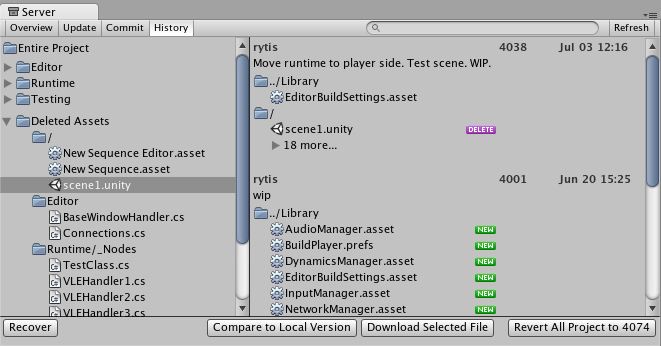 Server
Overview Update Commit History Refresh
Entire Project
Editor
Runtime
Testing
Deleted Assets
/
New Sequence Editor.asset
New Sequence.asset
scene1.unity
Editor
BaseWindowHandler.cs
Connections.cs
Runtime/_Nodes
TestClass.cs
VLEHandler1.cs
VLEHandler2.cs
VLEHandler3.cs
rytis 4038 Jul 03 12:16
Move runtime to player side. Test scene. WIP.
../Library
EditorBuildSettings.asset
/
scene1.unity DELETE
18 more...
rytis 4001 Jun 20 15:25
wip
../Library
AudioManager.asset NEW
BuildPlayer.prefs NEW
DynamicsManager.asset NEW
EditorBuildSettings.asset NEW
InputManager.asset NEW
NetworkManager.asset NEW
Recover Compare to Local Version Download Selected File Revert All Project to 4074